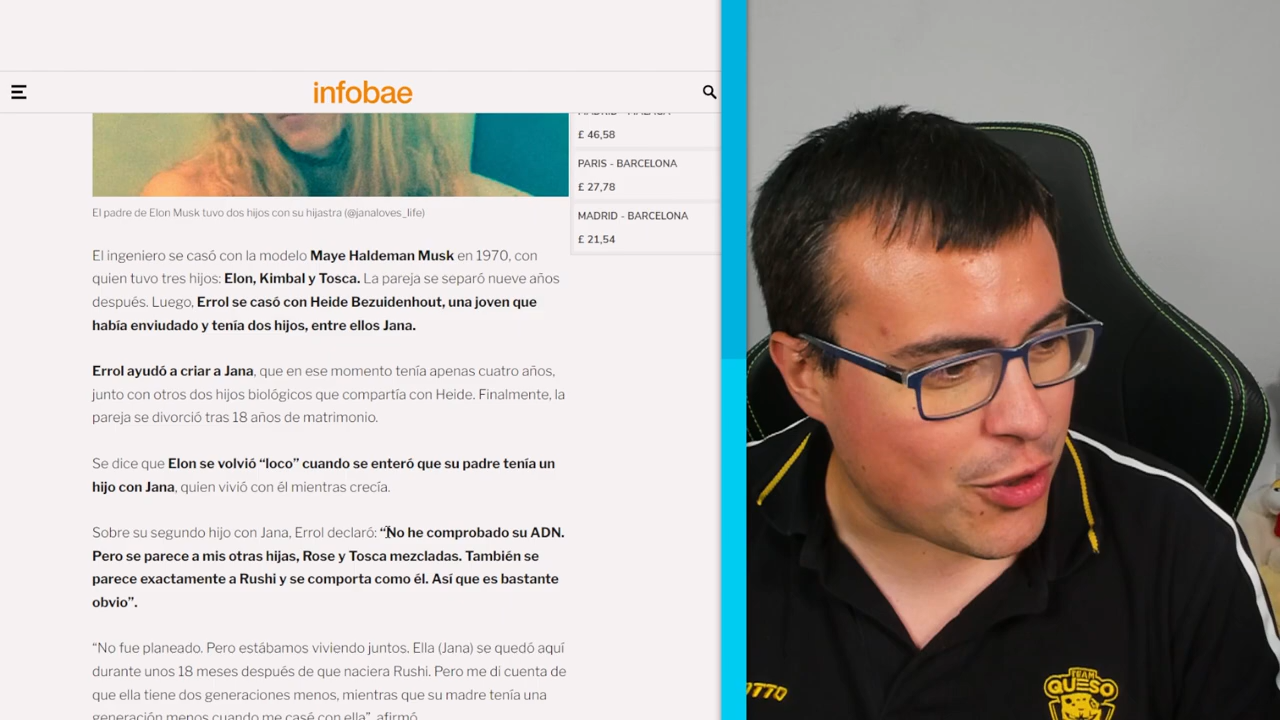 infobae
£ 46,58
PARIS - BARCELONA
£ 27,78
MADRID - BARCELONA
£ 21,54
El padre de Elon Musk tuvo dos hijos con su hijastra (@janaloves_life)
El ingeniero se casó con la modelo Maye Haldeman Musk en 1970, con
quien tuvo tres hijos: Elon, Kimbal y Tosca. La pareja se separó nueve años
después. Luego, Errol se casó con Heide Bezuidenhout, una joven que
había enviudado y tenía dos hijos, entre ellos Jana.
Errol ayudó a criar a Jana, que en ese momento tenía apenas cuatro años,
junto con otros dos hijos biológicos que compartía con Heide. Finalmente, la
pareja se divorció tras 18 años de matrimonio.
Se dice que Elon se volvió “loco” cuando se enteró que su padre tenía un
hijo con Jana, quien vivió con él mientras crecía.
Sobre su segundo hijo con Jana, Errol declaró: “No he comprobado su ADN.
Pero se parece a mis otras hijas, Rose y Tosca mezcladas. También se
parece exactamente a Rushi y se comporta como él. Así que es bastante
obvio”.
“No fue planeado. Pero estábamos viviendo juntos. Ella (Jana) se quedó aquí
durante unos 18 meses después de que naciera Rushi. Pero me di cuenta de
que ella tiene dos generaciones menos, mientras que su madre tenía una
generación menos cuando me casé con ella”, afirmó
TEAM
QUESO